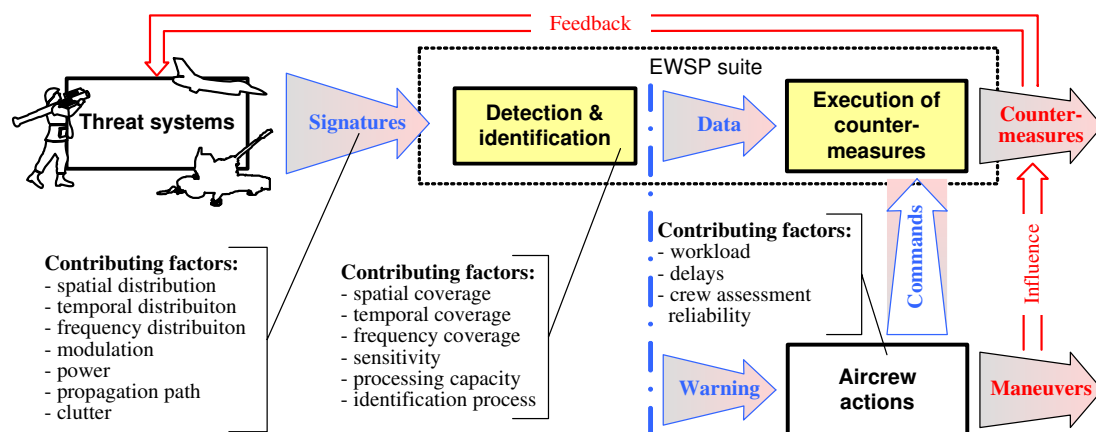 Feedback
EWSP suite
Threat systems
Signatures
Detection &
identification
Data
Execution of
counter-
measures
Counter-
measures
Contributing factors:
- spatial distribution
- temporal distribuiton
- frequency distribuiton
- modulation
- power
- propagation path
- clutter
Contributing factors:
- spatial coverage
- temporal coverage
- frequency coverage
- sensitivity
- processing capacity
- identification process
Contributing factors:
- workload
- delays
- crew assessment
reliability
Commands
Influence
Warning
Aircrew
actions
Maneuvers